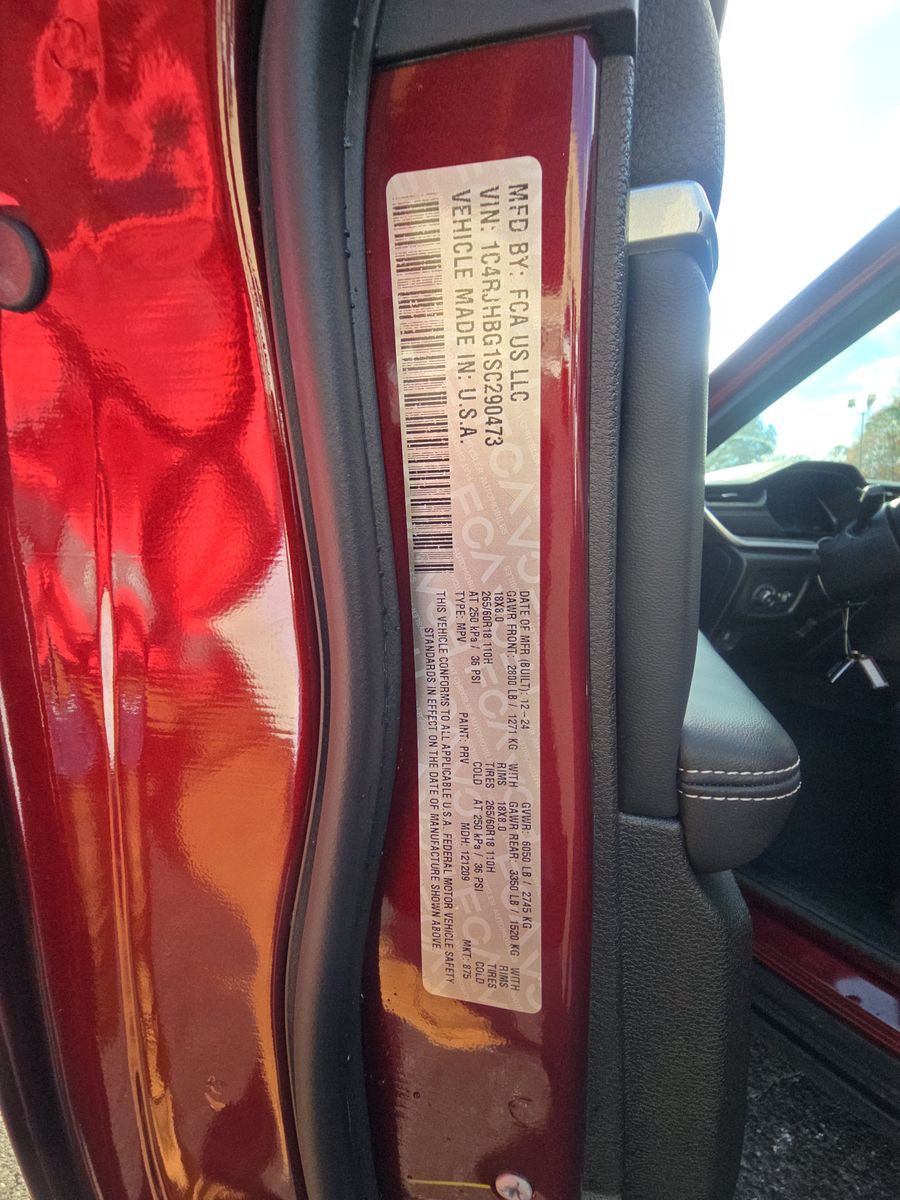 MFD BY: FCA US LLC
VIN: 1C4RJHBG1SC290473
VEHICLE MADE IN: U.S.A.
DATE OF MFR (BUILT): 12-24 GVWR: 6050 LB / 2745 KG
GAWR FRONT: 2800 LB / 1271 KG WITH GAWR REAR: 3350 LB / 1520 KG WITH
18X8.0 RIMS 18X8.0 RIMS
265/60R18 110H TIRES 265/60R18 110H TIRES
AT 250 kPa / 36 PSI COLD AT 250 kPa / 36 PSI COLD
TYPE: MPV PAINT: PRV MDH: 121209 MKT: 875
THIS VEHICLE CONFORMS TO ALL APPLICABLE U.S.A. FEDERAL MOTOR VEHICLE SAFETY
STANDARDS IN EFFECT ON THE DATE OF MANUFACTURE SHOWN ABOVE